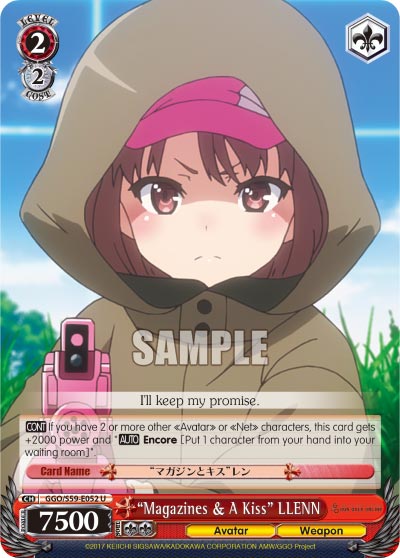 LEVEL
2
2
COST
SAMPLE
I'll keep my promise.
CONT If you have 2 or more other «Avatar» or «Net» characters, this card gets
+2000 power and "AUTO Encore [Put 1 character from your hand into your
waiting room]".
Card Name
“マガジンとキス”レン
CH GGO/S59-E052 U
7500
“Magazines & A Kiss” LLENN
Avatar
Weapon
©2017 KEIICHI SIGSAWA/KADOKAWA CORPORATION AMW/GGO Project